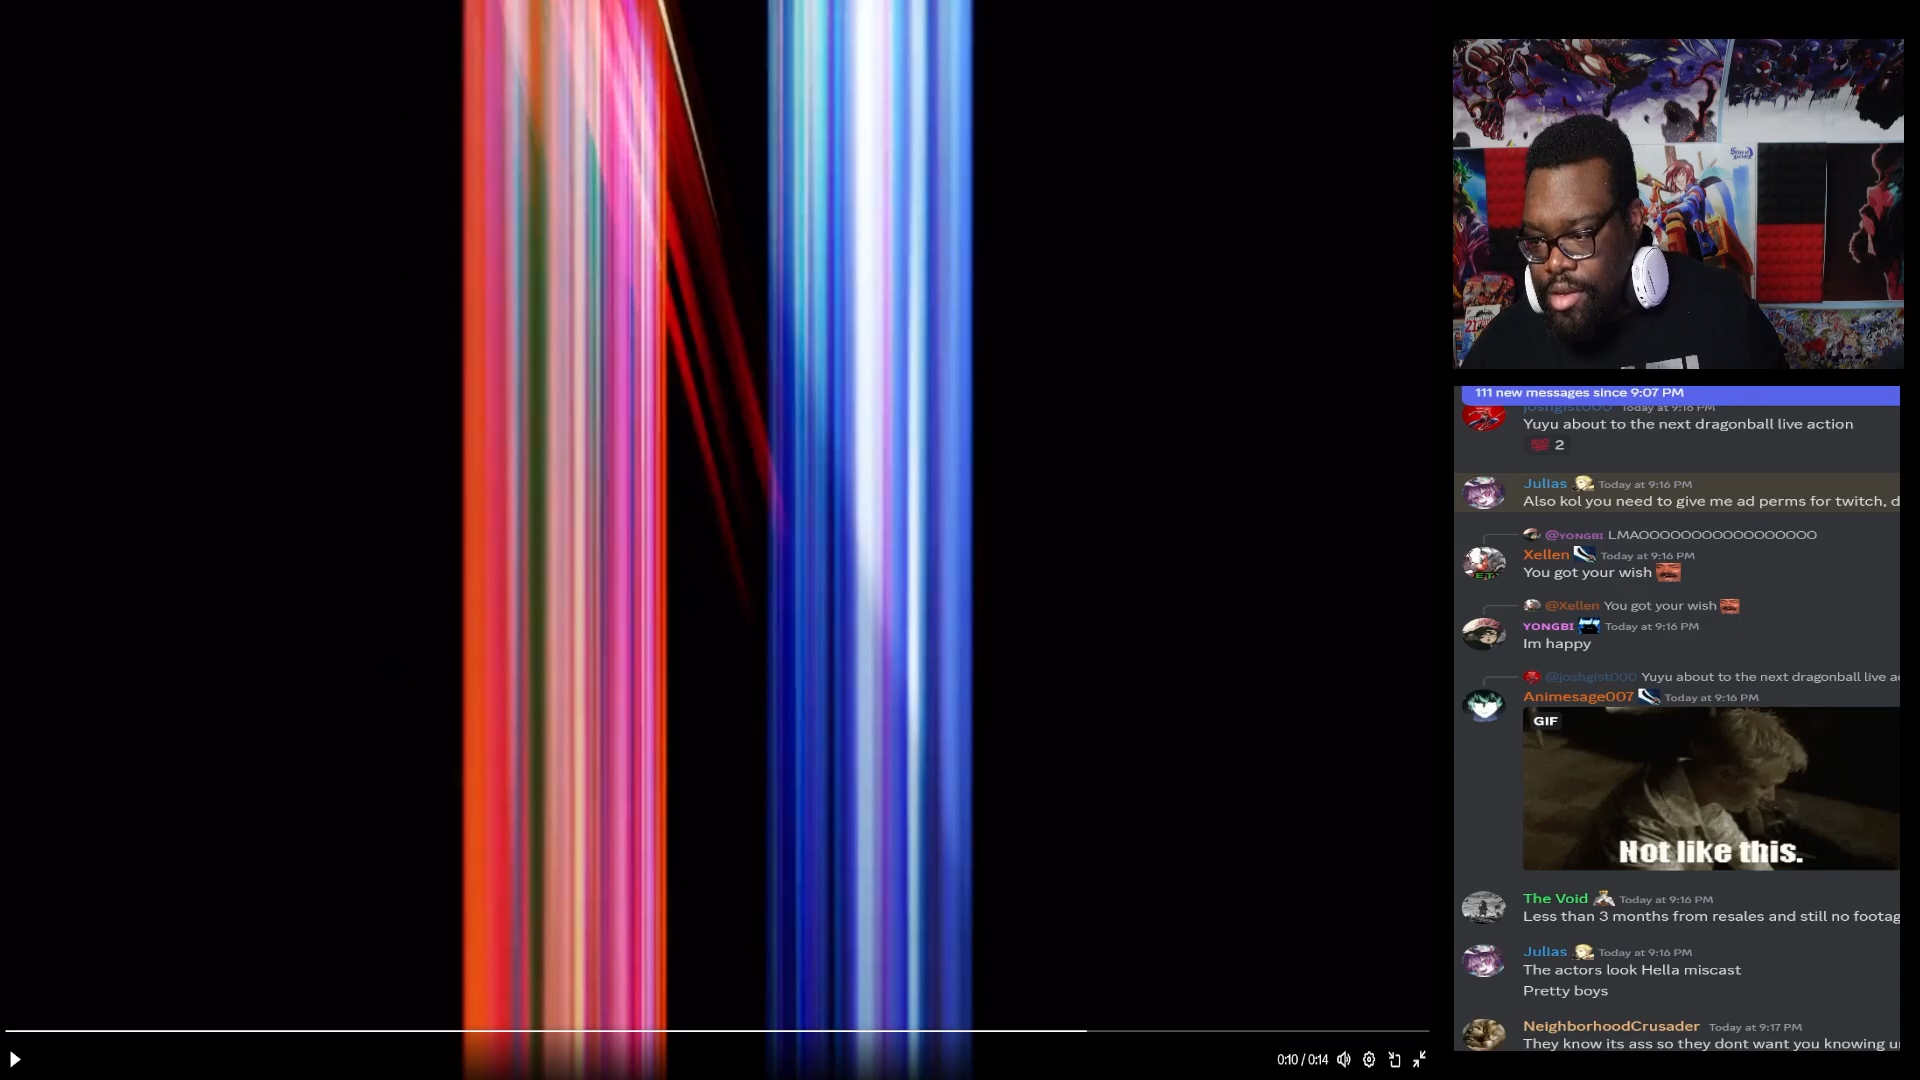 111 new messages since 9:07 PM
joshgist000 Today at 9:16 PM
Yuyu about to the next dragonball live action
2
Julias Today at 9:16 PM
Also kol you need to give me ad perms for twitch, d
@YONGBI LMAOOOOOOOOOOOOOOOOO
Xellen Today at 9:16 PM
You got your wish
@Xellen You got your wish
YONGBI Today at 9:16 PM
Im happy
@joshgist000 Yuyu about to the next dragonball live a
Animesage007 Today at 9:16 PM
GIF
Not like this.
The Void Today at 9:16 PM
Less than 3 months from resales and still no footag
Julias Today at 9:16 PM
The actors look Hella miscast
Pretty boys
NeighborhoodCrusader Today at 9:17 PM
They know its ass so they dont want you knowing u
0:10 / 0:14